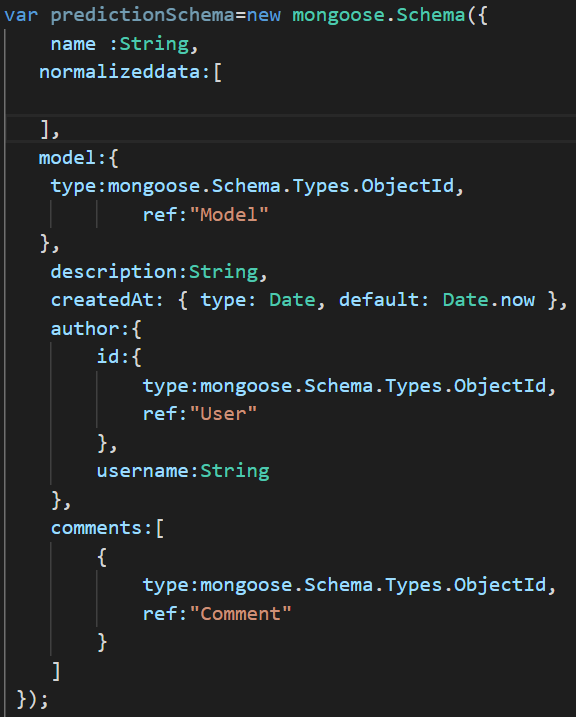 var predictionSchema=new mongoose.Schema({
name :String,
normalizeddata:[
],
model:{
type:mongoose.Schema.Types.ObjectId,
ref:"Model"
},
description:String,
createdAt: { type: Date, default: Date.now },
author:{
id:{
type:mongoose.Schema.Types.ObjectId,
ref:"User"
},
username:String
},
comments:[
{
type:mongoose.Schema.Types.ObjectId,
ref:"Comment"
}
]
});